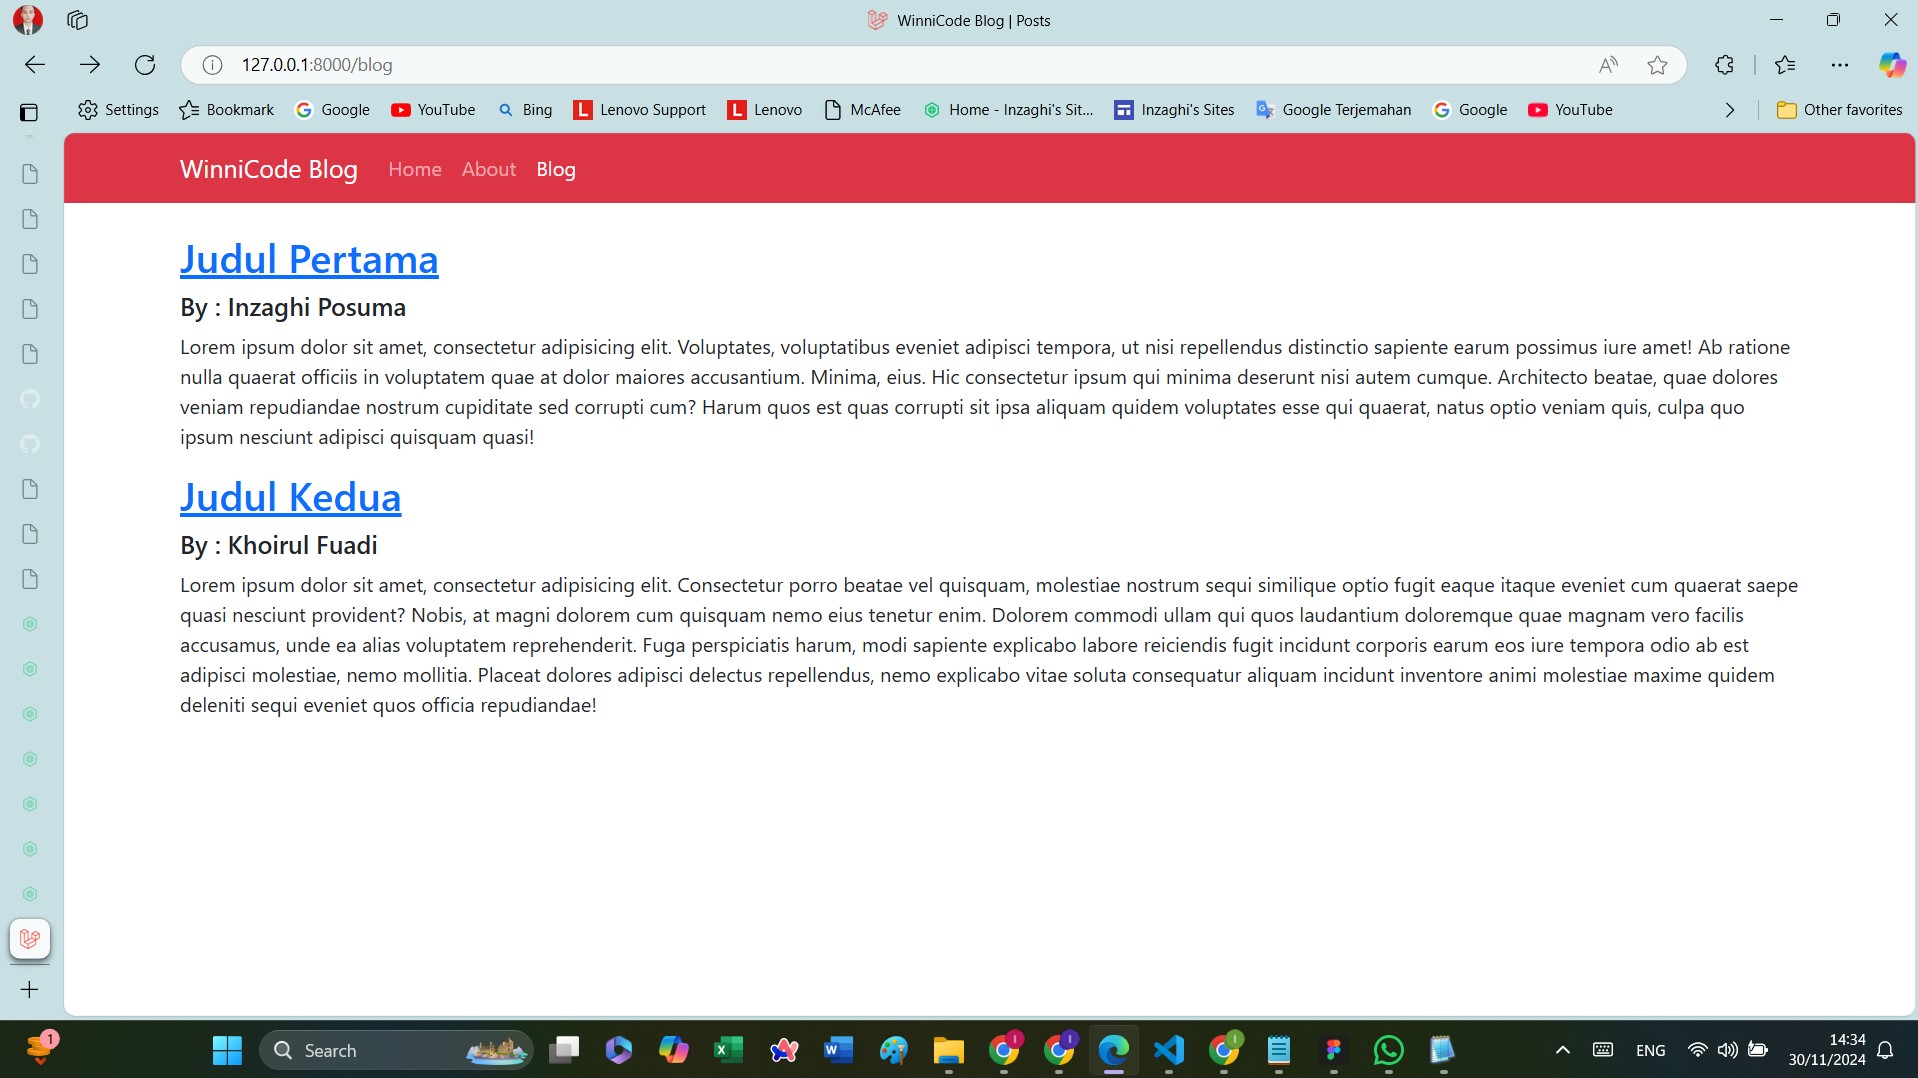 WinniCode Blog | Posts
127.0.0.1:8000/blog
Settings Bookmark Google YouTube Bing Lenovo Support Lenovo McAfee Home - Inzaghi's Sit... Inzaghi's Sites Google Terjemahan Google YouTube Other favorites
WinniCode Blog Home About Blog
Judul Pertama
By : Inzaghi Posuma
Lorem ipsum dolor sit amet, consectetur adipisicing elit. Voluptates, voluptatibus eveniet adipisci tempora, ut nisi repellendus distinctio sapiente earum possimus iure amet! Ab ratione
nulla quaerat officiis in voluptatem quae at dolor maiores accusantium. Minima, eius. Hic consectetur ipsum qui minima deserunt nisi autem cumque. Architecto beatae, quae dolores
veniam repudiandae nostrum cupiditate sed corrupti cum? Harum quos est quas corrupti sit ipsa aliquam quidem voluptates esse qui quaerat, natus optio veniam quis, culpa quo
ipsum nesciunt adipisci quisquam quasi!
Judul Kedua
By : Khoirul Fuadi
Lorem ipsum dolor sit amet, consectetur adipisicing elit. Consectetur porro beatae vel quisquam, molestiae nostrum sequi similique optio fugit eaque itaque eveniet cum quaerat saepe
quasi nesciunt provident? Nobis, at magni dolorem cum quisquam nemo eius tenetur enim. Dolorem commodi ullam qui quos laudantium doloremque quae magnam vero facilis
accusamus, unde ea alias voluptatem reprehenderit. Fuga perspiciatis harum, modi sapiente explicabo labore reiciendis fugit incidunt corporis earum eos iure tempora odio ab est
adipisci molestiae, nemo mollitia. Placeat dolores adipisci delectus repellendus, nemo explicabo vitae soluta consequatur aliquam incidunt inventore animi molestiae maxime quidem
deleniti sequi eveniet quos officia repudiandae!
1 Search ENG 14:34
30/11/2024